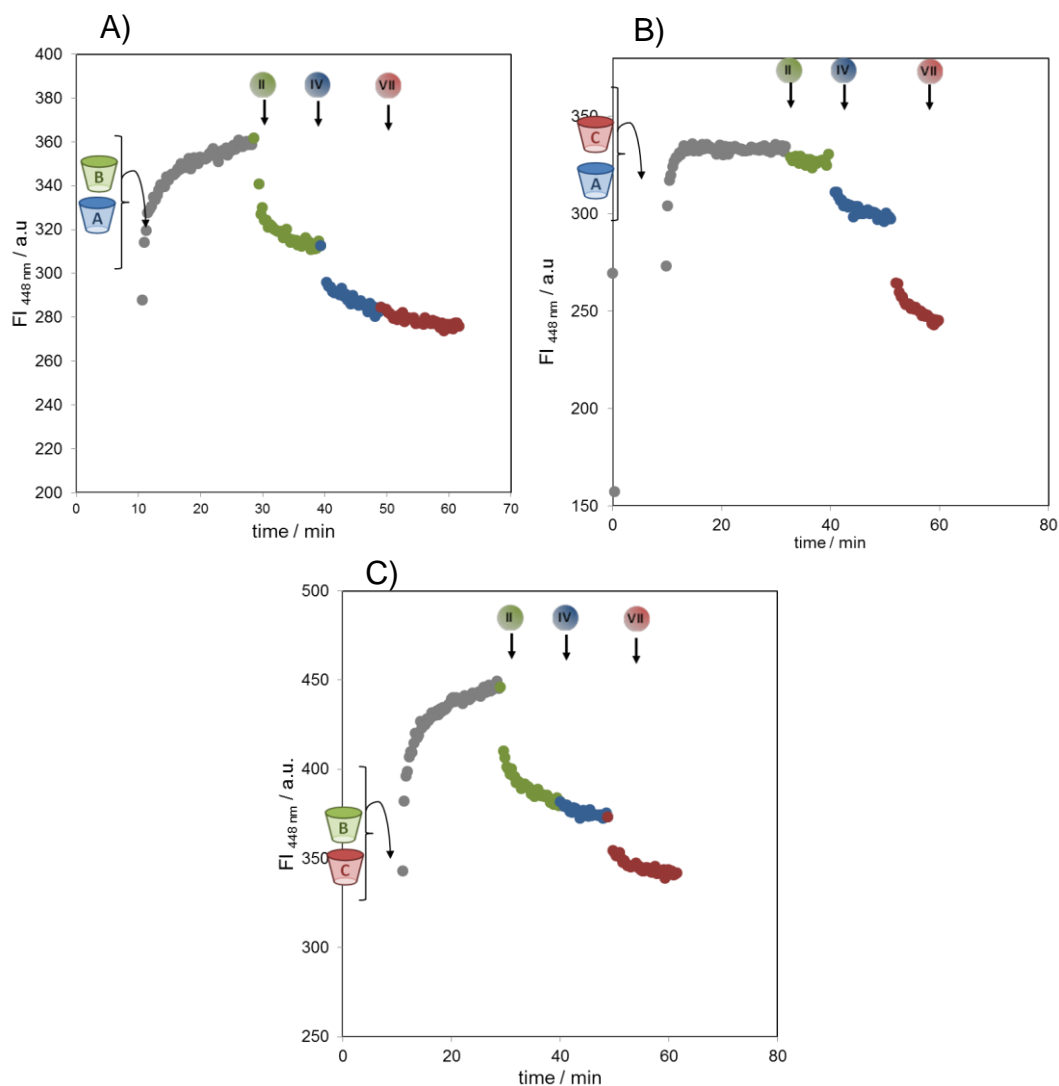 A)
400
380
360
340
320
300
280
260
240
220
200
FI 448 nm / a.u
0
10
20
30
40
50
60
70
time / min
II
IV
VII
B
A
B)
350
300
250
200
150
FI 448 nm / a.u
0
20
40
60
80
time / min
II
IV
VII
C
A
C)
500
450
400
350
300
250
FI 448 nm / a.u.
0
20
40
60
80
time / min
II
IV
VII
B
C